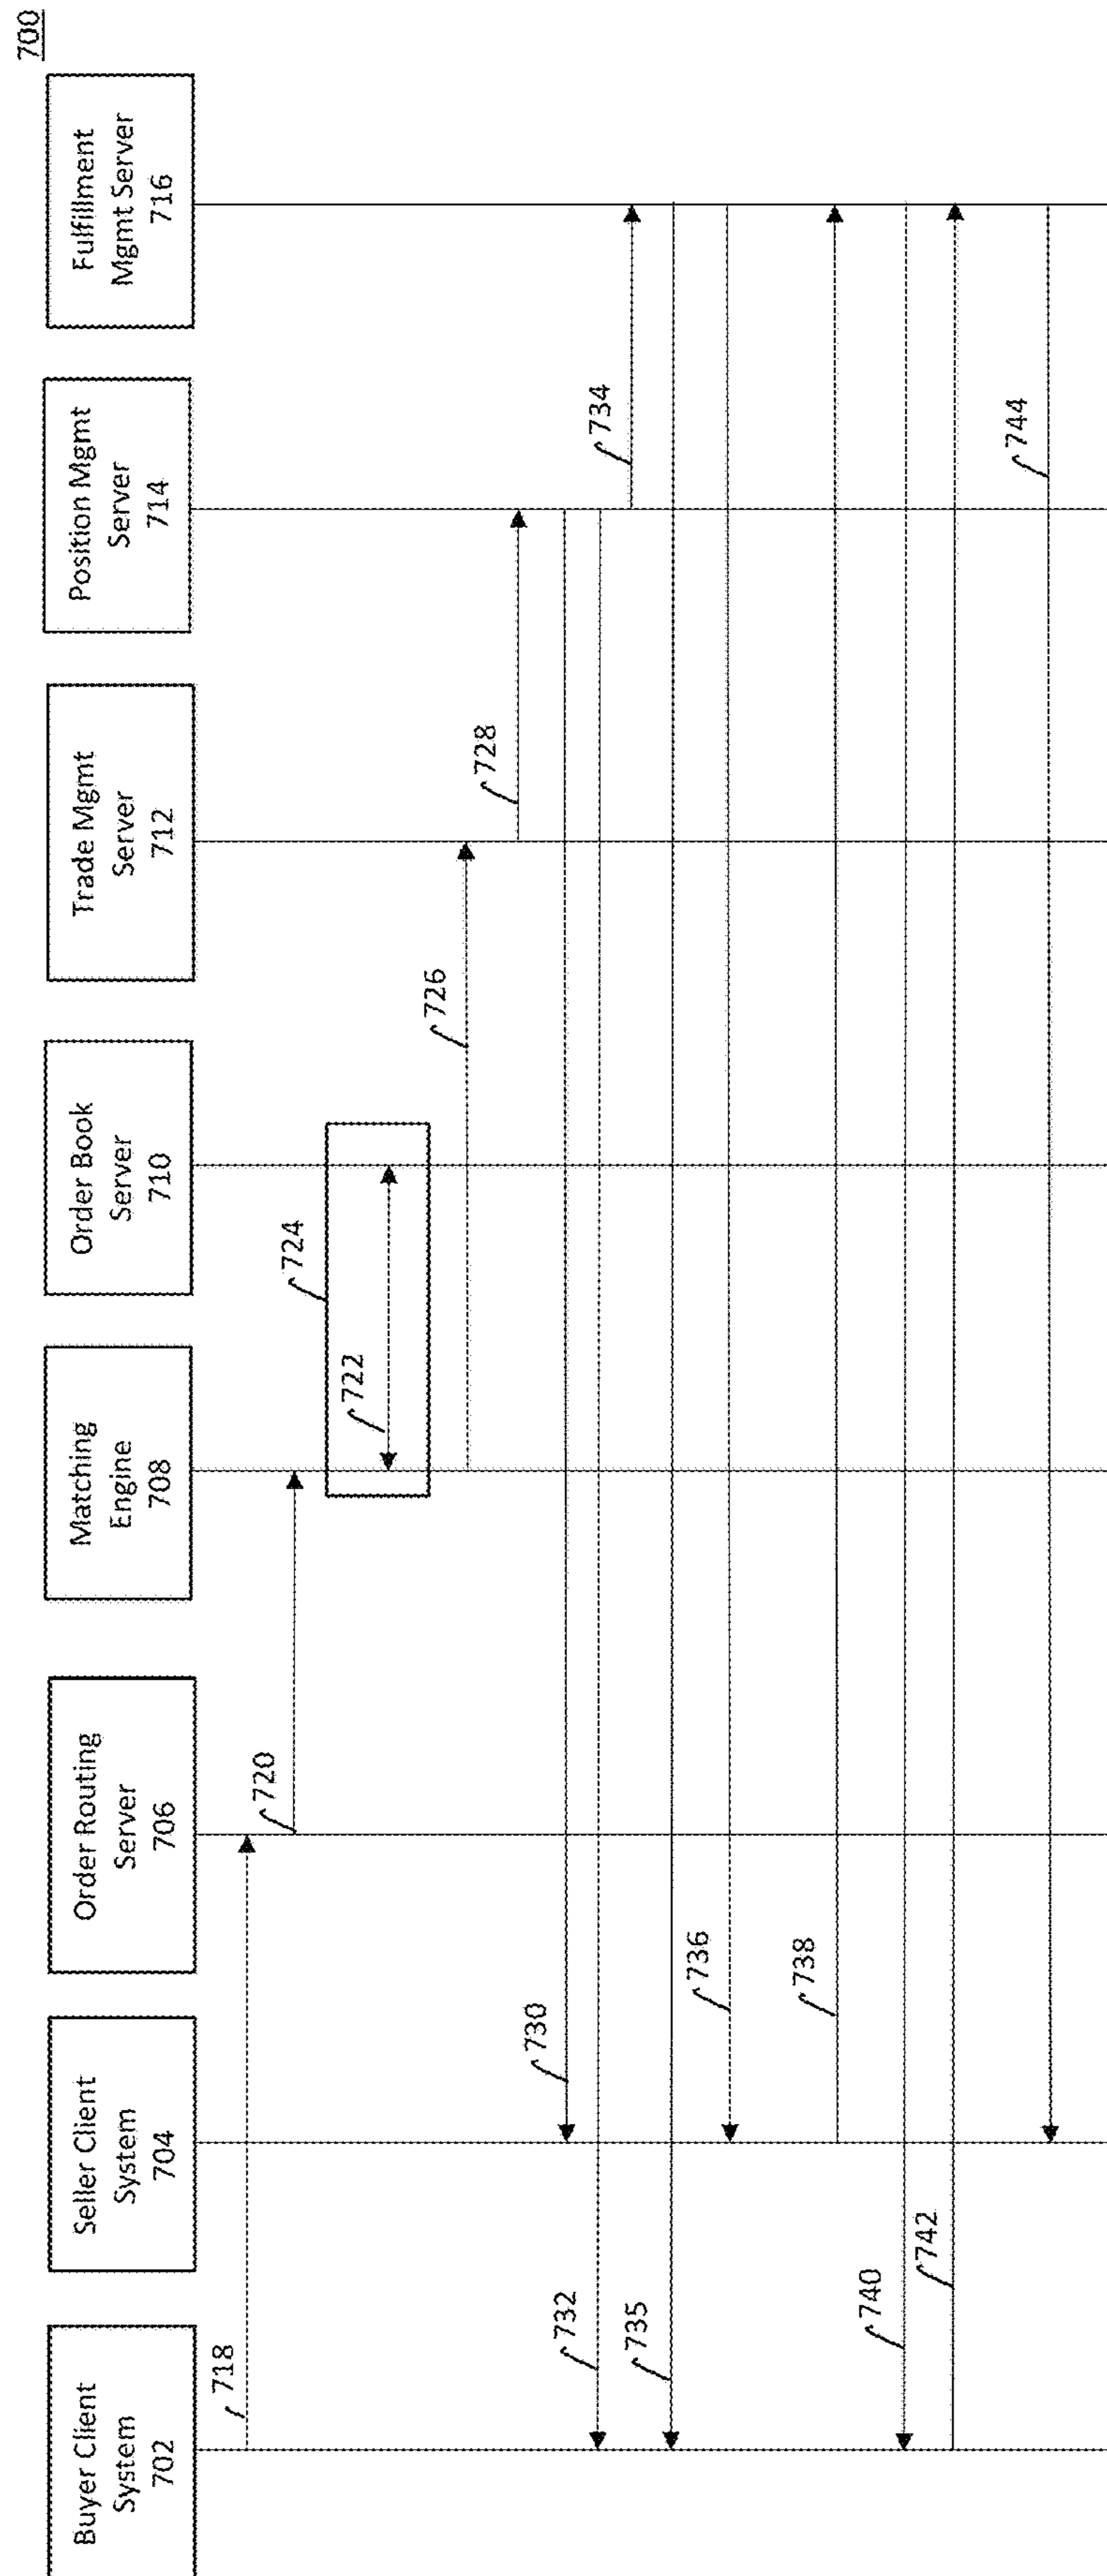 700
Buyer Client
System
702
Seller Client
System
704
Order Routing
Server
706
Matching
Engine
708
Order Book
Server
710
Trade Mgmt
Server
712
Position Mgmt
Server
714
Fulfillment
Mgmt Server
716
718
720
722
724
726
728
730
732
734
735
736
738
740
742
744